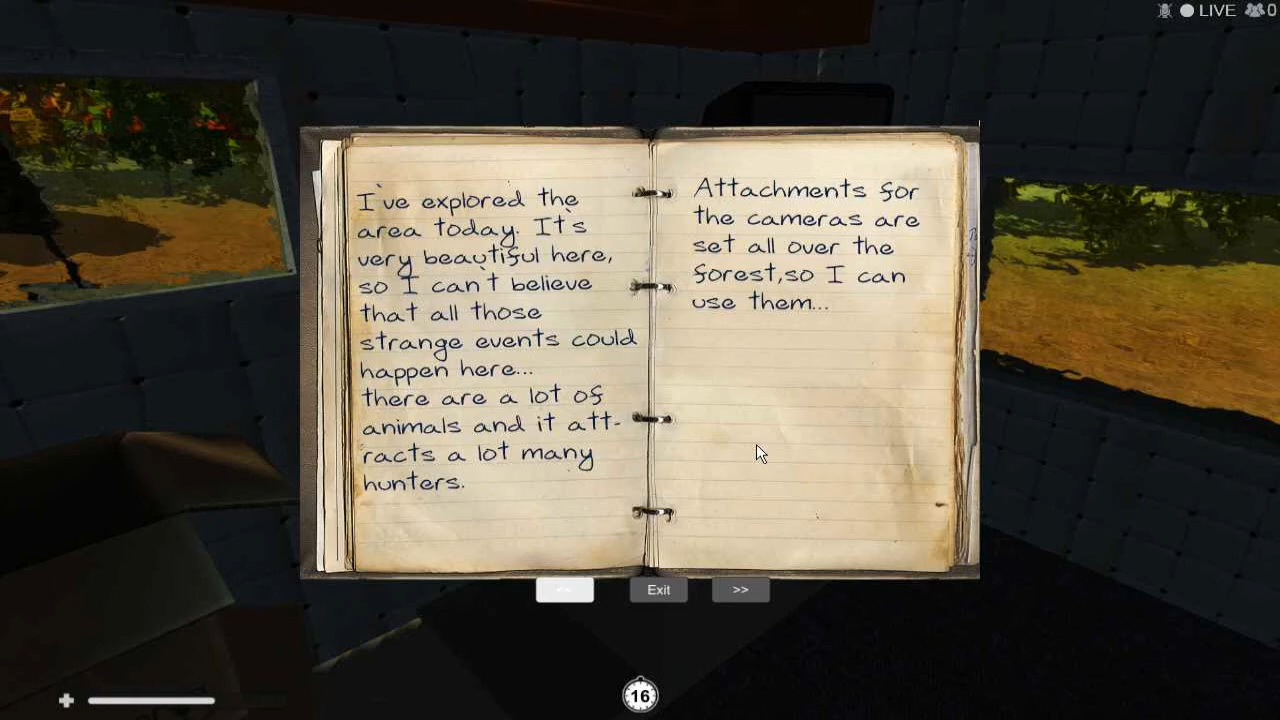 LIVE 0
I've explored the
area today. It's
very beautiful here,
so I can't believe
that all those
strange events could
happen here...
there are a lot of
animals and it att-
racts a lot many
hunters.
Attachments for
the cameras are
set all over the
forest,so I can
use them...
<< Exit >>
16